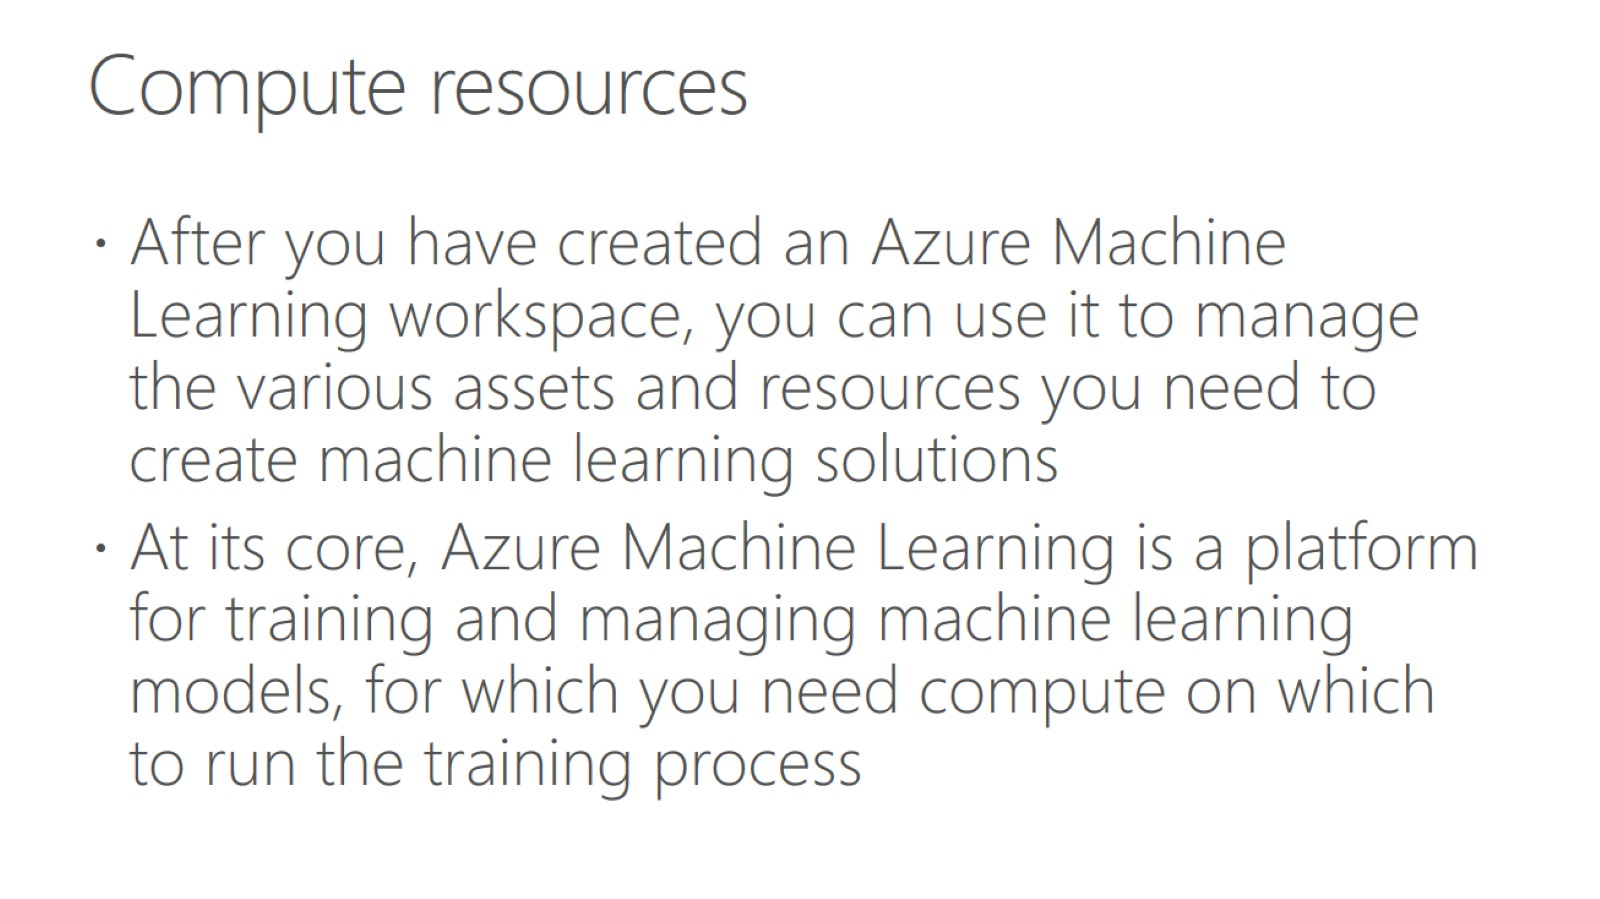 Compute resources
• After you have created an Azure Machine
Learning workspace, you can use it to manage
the various assets and resources you need to
create machine learning solutions
• At its core, Azure Machine Learning is a platform
for training and managing machine learning
models, for which you need compute on which
to run the training process